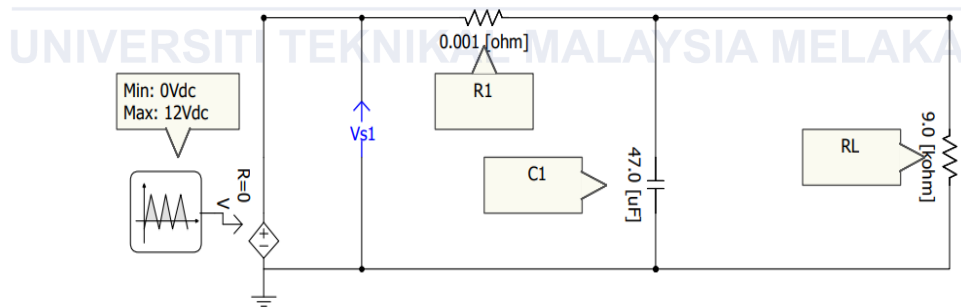 UNIVERSITI TEKNIKAL MALAYSIA MELAKA
0.001 [ohm]
R1
Min: 0Vdc
Max: 12Vdc
Vs1
R=0
V
C1
47.0 [uF]
RL
9.0 [kohm]
+
-